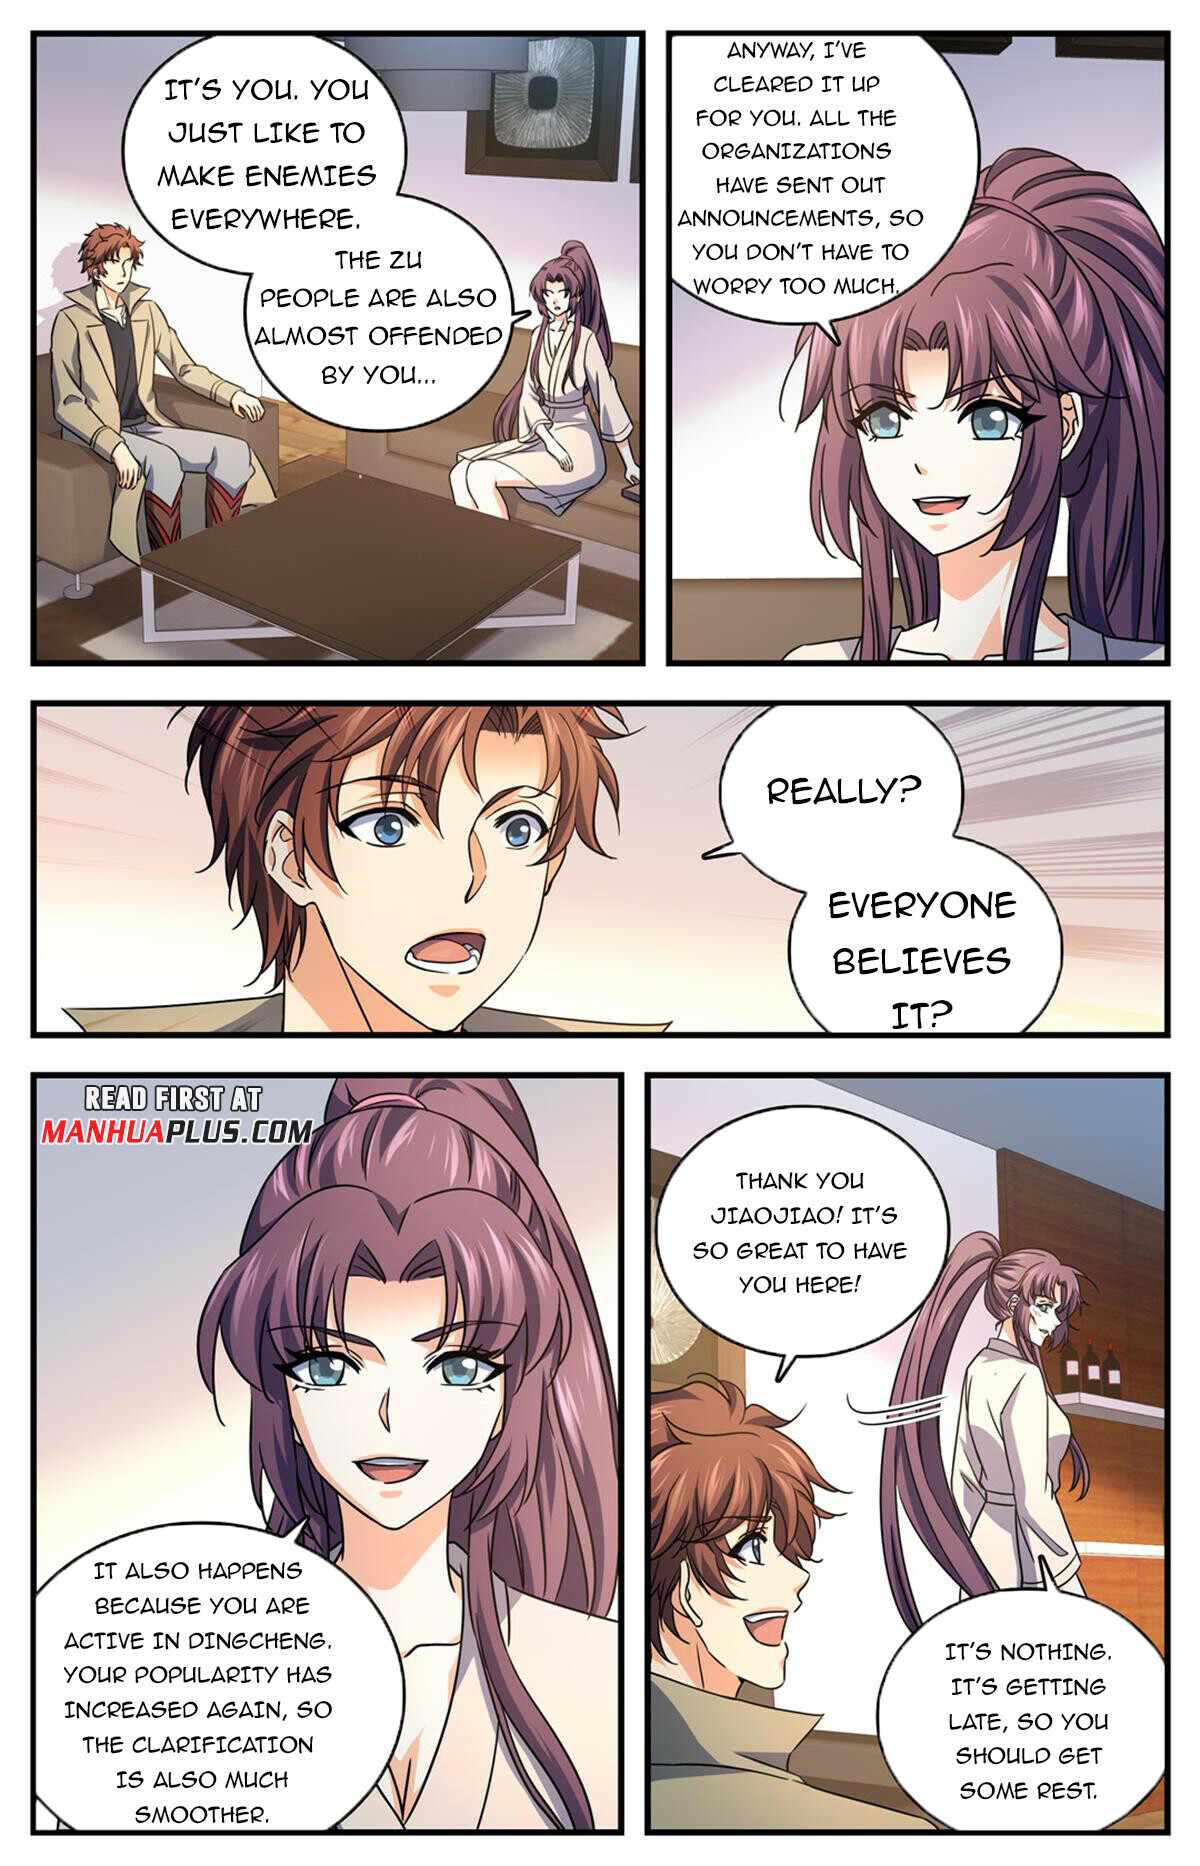 IT'S YOU. YOU
JUST LIKE TO
MAKE ENEMIES
EVERYWHERE.
THE ZU
PEOPLE ARE ALSO
ALMOST OFFENDED
BY YOU...
ANYWAY, I'VE
CLEARED IT UP
FOR YOU. ALL THE
ORGANIZATIONS
HAVE SENT OUT
ANNOUNCEMENTS, SO
YOU DON'T HAVE TO
WORRY TOO MUCH.
REALLY?
EVERYONE
BELIEVES
IT?
READ FIRST AT
MANHUAPLUS.COM
IT ALSO HAPPENS
BECAUSE YOU ARE
ACTIVE IN DINGCHENG.
YOUR POPULARITY HAS
INCREASED AGAIN, SO
THE CLARIFICATION
IS ALSO MUCH
SMOOTHER.
THANK YOU
JIAOJIAO! IT'S
SO GREAT TO HAVE
YOU HERE!
IT'S NOTHING.
IT'S GETTING
LATE, SO YOU
SHOULD GET
SOME REST.